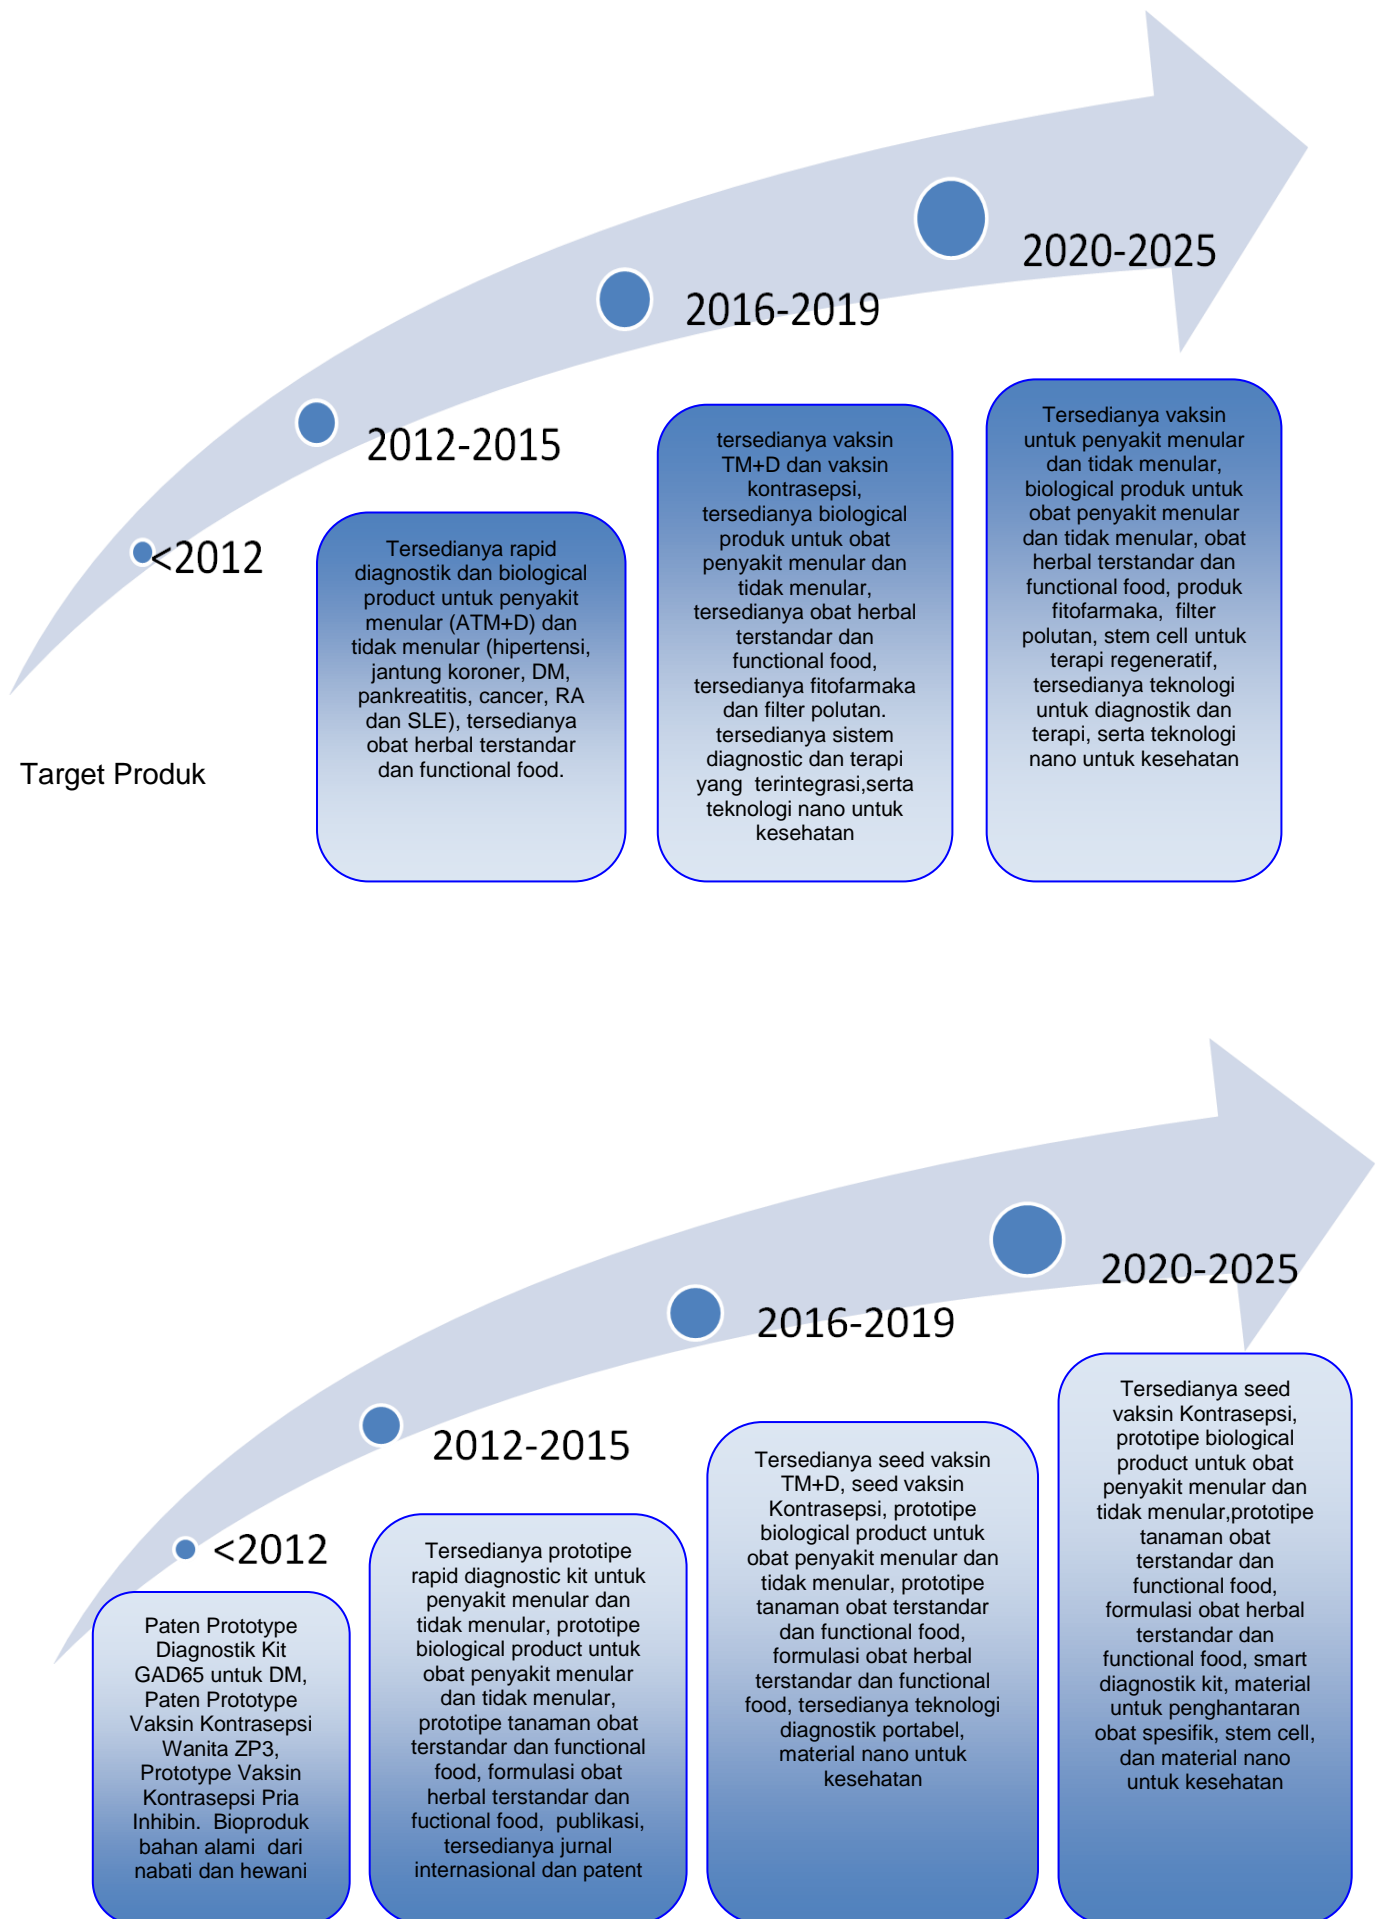 2020-2025
2016-2019
2012-2015
<2012
Target Produk
Tersedianya rapid
diagnostik dan biological
product untuk penyakit
menular (ATM+D) dan
tidak menular (hipertensi,
jantung koroner, DM,
pankreatitis, cancer, RA
dan SLE), tersedianya
obat herbal terstandar
dan functional food.
tersedianya vaksin
TM+D dan vaksin
kontrasepsi,
tersedianya biological
produk untuk obat
penyakit menular dan
tidak menular,
tersedianya obat herbal
terstandar dan
functional food,
tersedianya fitofarmaka
dan filter polutan.
tersedianya sistem
diagnostic dan terapi
yang terintegrasi,serta
teknologi nano untuk
kesehatan
Tersedianya vaksin
untuk penyakit menular
dan tidak menular,
biological produk untuk
obat penyakit menular
dan tidak menular, obat
herbal terstandar dan
functional food, produk
fitofarmaka, filter
polutan, stem cell untuk
terapi regeneratif,
tersedianya teknologi
untuk diagnostik dan
terapi, serta teknologi
nano untuk kesehatan
2020-2025
2016-2019
2012-2015
<2012
Paten Prototype
Diagnostik Kit
GAD65 untuk DM,
Paten Prototype
Vaksin Kontrasepsi
Wanita ZP3,
Prototype Vaksin
Kontrasepsi Pria
Inhibin. Bioproduk
bahan alami dari
nabati dan hewani
Tersedianya prototipe
rapid diagnostic kit untuk
penyakit menular dan
tidak menular, prototipe
biological product untuk
obat penyakit menular
dan tidak menular,
prototipe tanaman obat
terstandar dan functional
food, formulasi obat
herbal terstandar dan
fuctional food, publikasi,
tersedianya jurnal
internasional dan patent
Tersedianya seed vaksin
TM+D, seed vaksin
Kontrasepsi, prototipe
biological product untuk
obat penyakit menular dan
tidak menular, prototipe
tanaman obat terstandar
dan functional food,
formulasi obat herbal
terstandar dan functional
food, tersedianya teknologi
diagnostik portabel,
material nano untuk
kesehatan
Tersedianya seed
vaksin Kontrasepsi,
prototipe biological
product untuk obat
penyakit menular dan
tidak menular,prototipe
tanaman obat
terstandar dan
functional food,
formulasi obat herbal
terstandar dan
functional food, smart
diagnostik kit, material
untuk penghantaran
obat spesifik, stem cell,
dan material nano
untuk kesehatan